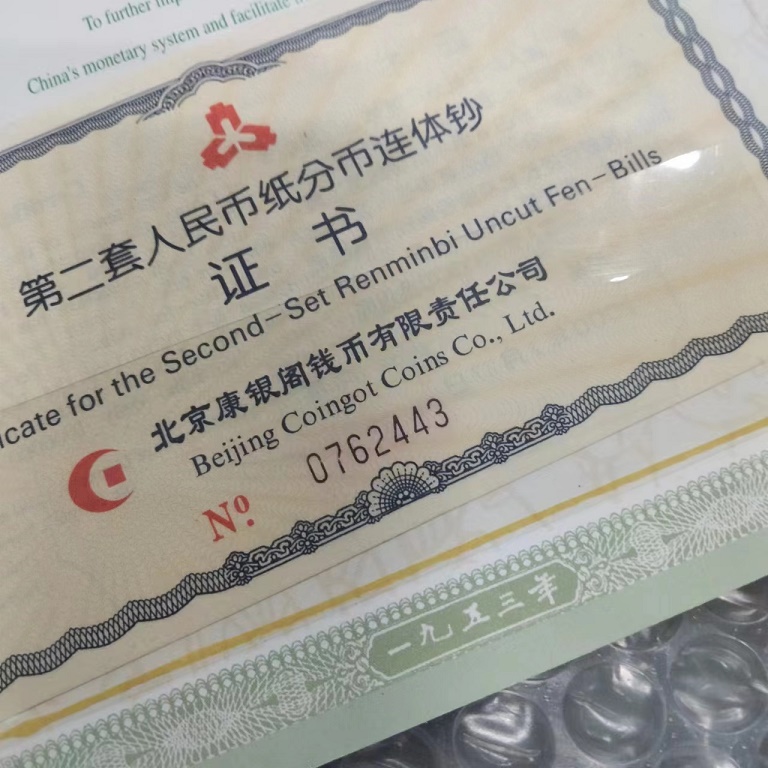 To further
China's monetary system and facilitate
第二套人民币纸分币连体钞
证书
for the Second-Set Renminbi Uncut Fen-Bills
北京康银阁钱币有限责任公司
Beijing Coingot Coins Co., Ltd.
Nº. 0762443
一九五三年